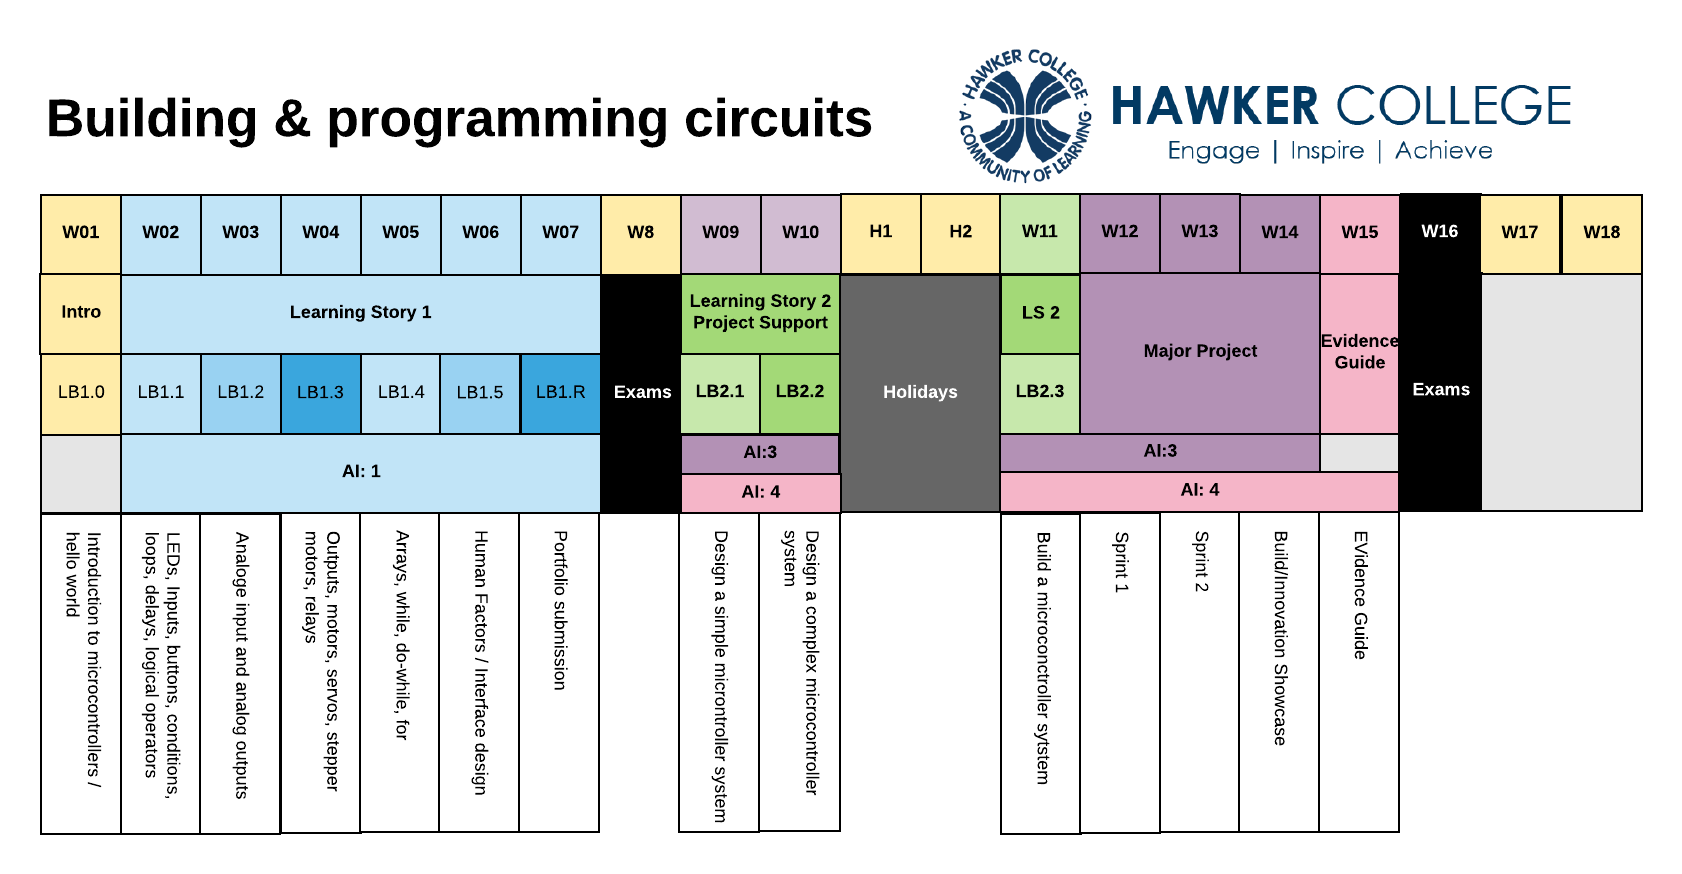 Building & programming circuits
· HAWKER COLLEGE ·
A COMMUNITY OF LEARNING
HAWKER COLLEGE
Engage | Inspire | Achieve
W01 W02 W03 W04 W05 W06 W07 W8 W09 W10 H1 H2 W11 W12 W13 W14 W15 W16 W17 W18
Intro
Learning Story 1
Learning Story 2
Project Support
LS 2
Major Project
Evidence
Guide
LB1.0 LB1.1 LB1.2 LB1.3 LB1.4 LB1.5 LB1.R
Exams
LB2.1 LB2.2
Holidays
LB2.3
Exams
AI: 1
AI:3
AI: 4
AI:3
AI: 4
Introduction to microcontrollers /
hello world
LEDs, Inputs, buttons, conditions,
loops, delays, logical operators
Analoge input and analog outputs
Outputs, motors, servos, stepper
motors, relays
Arrays, while, do-while, for
Human Factors / Interface design
Portfolio submission
Design a simple microntroller system
Design a complex microcontroller
system
Build a microconctroller sytstem
Sprint 1
Sprint 2
Build/Innovation Showcase
EVidence Guide